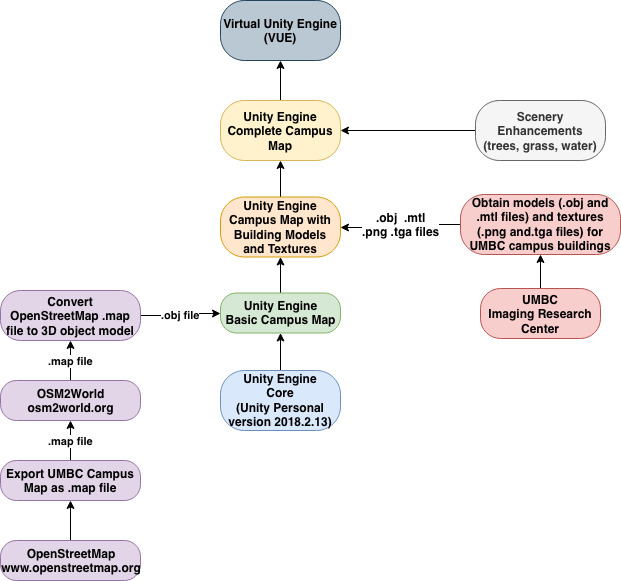 Virtual Unity Engine
(VUE)
Unity Engine
Complete Campus
Map
Scenery
Enhancements
(trees, grass, water)
Unity Engine
Campus Map with
Building Models
and Textures
.obj .mtl
.png .tga files
Obtain models (.obj and
.mtl files) and textures
(.png and.tga files) for
UMBC campus buildings
Convert
OpenStreetMap .map
file to 3D object model
.obj file
Unity Engine
Basic Campus Map
UMBC
Imaging Research
Center
.map file
OSM2World
osm2world.org
Unity Engine
Core
(Unity Personal
version 2018.2.13)
.map file
Export UMBC Campus
Map as .map file
OpenStreetMap
www.openstreetmap.org